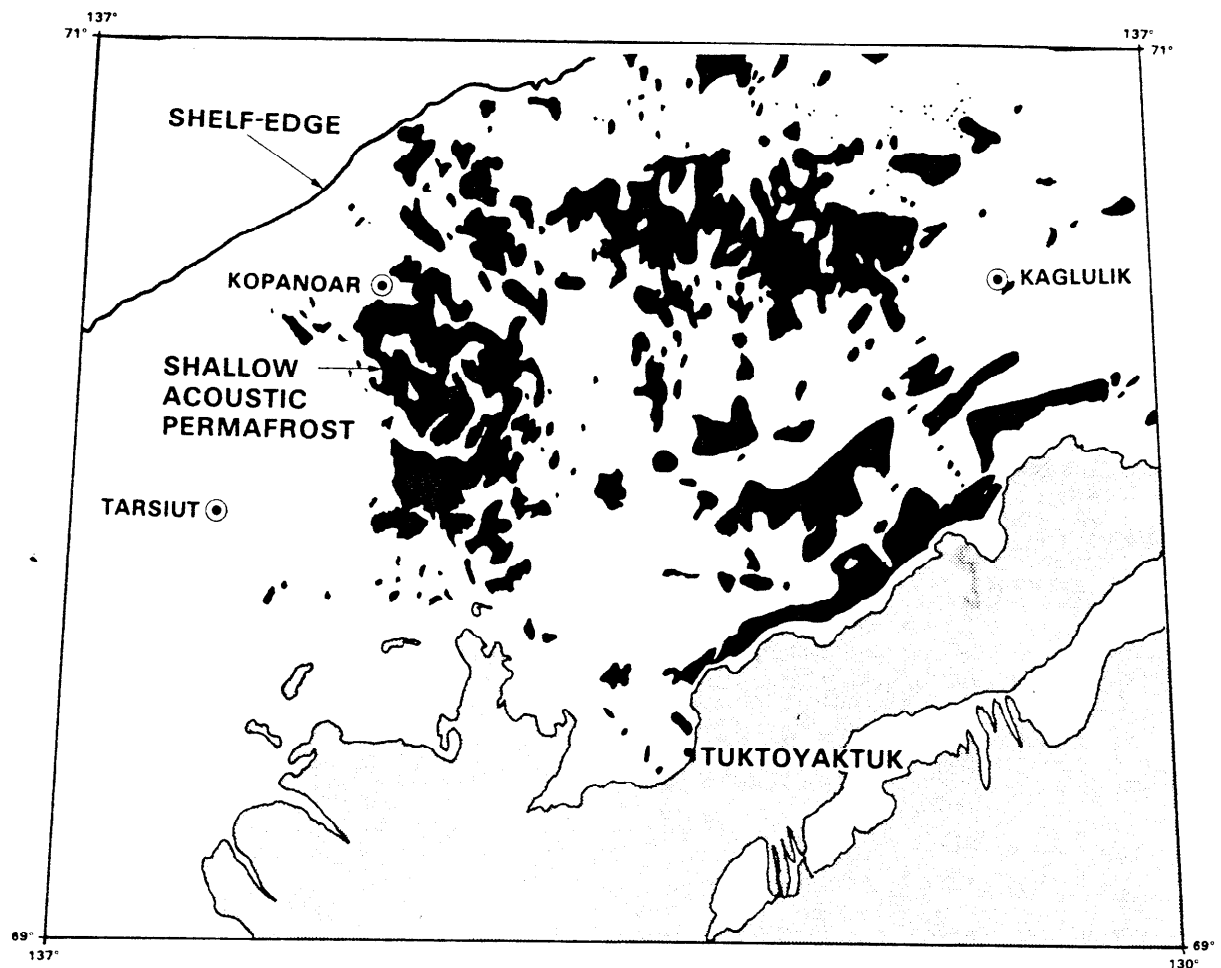 137°
137°
71°
71°
SHELF-EDGE
KOPANOAR
KAGLULIK
SHALLOW
ACOUSTIC
PERMAFROST
TARSIUT
TUKTOYAKTUK
69°
69°
137°
130°